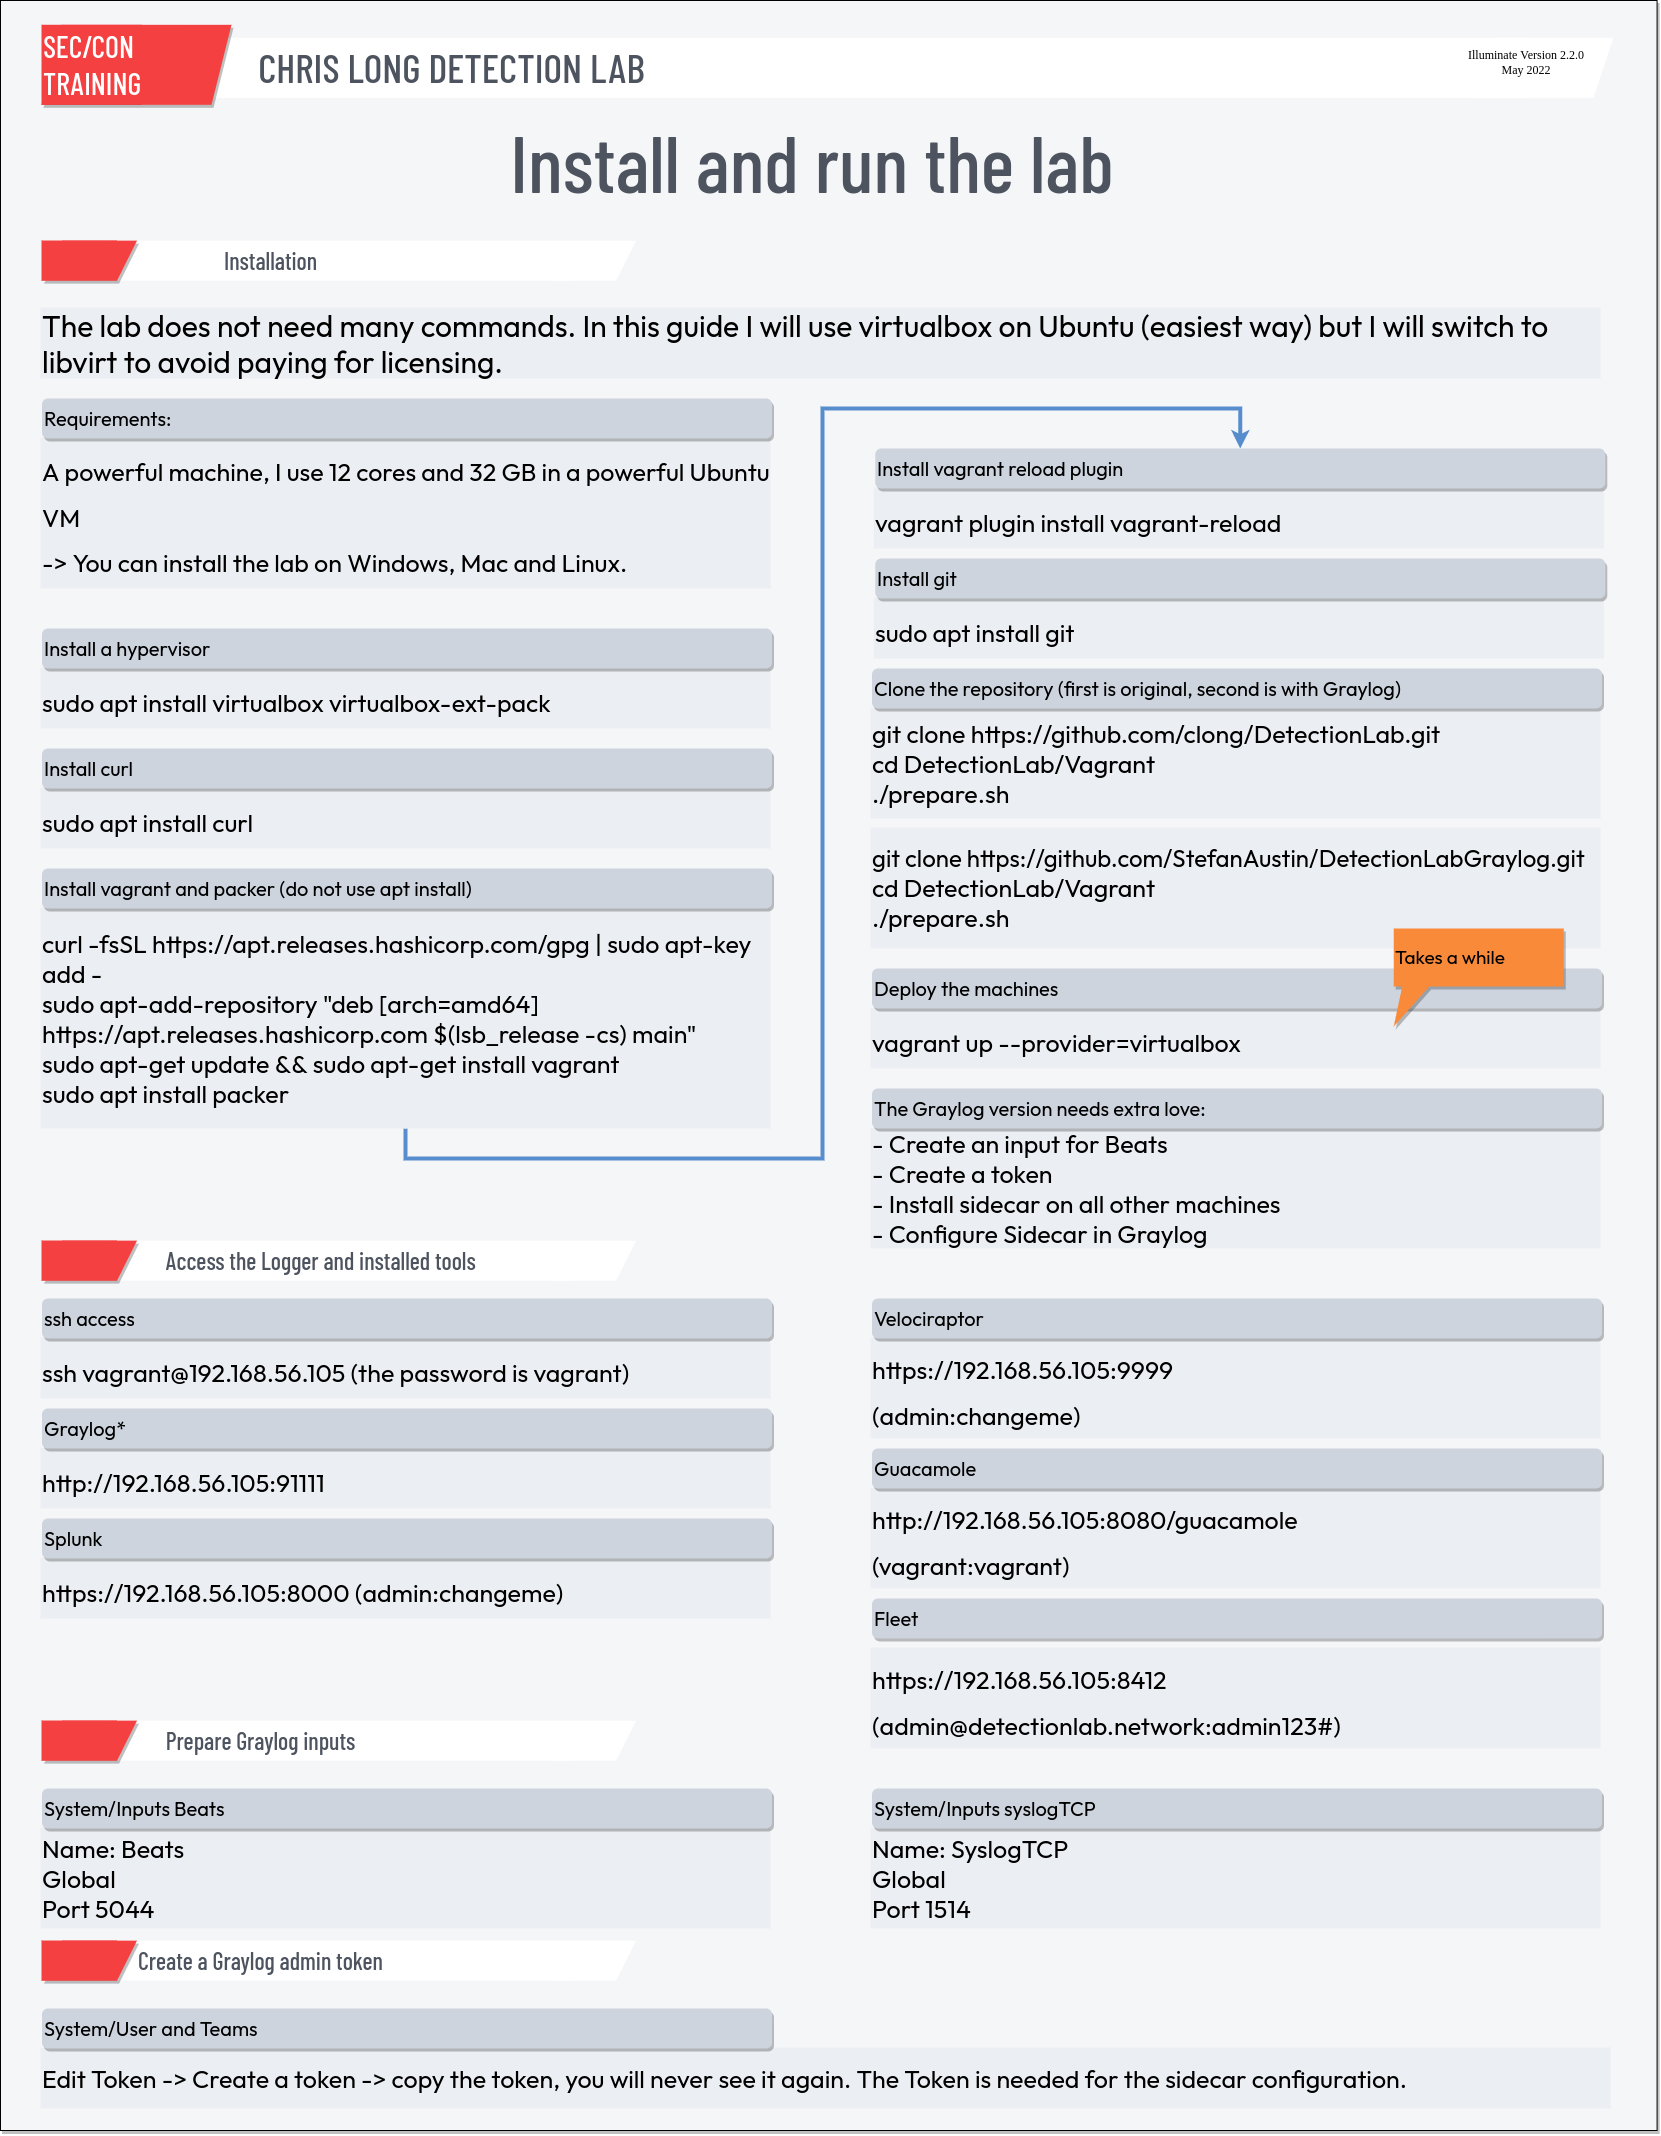 SEC/CON
TRAINING
CHRIS LONG DETECTION LAB
Illuminate Version 2.2.0
May 2022
Install and run the lab
Installation
The lab does not need many commands. In this guide I will use virtualbox on Ubuntu (easiest way) but I will switch to
libvirt to avoid paying for licensing.
Requirements:
A powerful machine, I use 12 cores and 32 GB in a powerful Ubuntu
VM
-> You can install the lab on Windows, Mac and Linux.
Install a hypervisor
sudo apt install virtualbox virtualbox-ext-pack
Install curl
sudo apt install curl
Install vagrant and packer (do not use apt install)
curl -fsSL https://apt.releases.hashicorp.com/gpg | sudo apt-key
add -
sudo apt-add-repository "deb [arch=amd64]
https://apt.releases.hashicorp.com $(lsb_release -cs) main"
sudo apt-get update && sudo apt-get install vagrant
sudo apt install packer
Install vagrant reload plugin
vagrant plugin install vagrant-reload
Install git
sudo apt install git
Clone the repository (first is original, second is with Graylog)
git clone https://github.com/clong/DetectionLab.git
cd DetectionLab/Vagrant
./prepare.sh
git clone https://github.com/StefanAustin/DetectionLabGraylog.git
cd DetectionLab/Vagrant
./prepare.sh
Takes a while
Deploy the machines
vagrant up --provider=virtualbox
The Graylog version needs extra love:
- Create an input for Beats
- Create a token
- Install sidecar on all other machines
- Configure Sidecar in Graylog
Access the Logger and installed tools
ssh access
ssh vagrant@192.168.56.105 (the password is vagrant)
Graylog*
http://192.168.56.105:91111
Splunk
https://192.168.56.105:8000 (admin:changeme)
Velociraptor
https://192.168.56.105:9999
(admin:changeme)
Guacamole
http://192.168.56.105:8080/guacamole
(vagrant:vagrant)
Fleet
https://192.168.56.105:8412
(admin@detectionlab.network:admin123#)
Prepare Graylog inputs
System/Inputs Beats
Name: Beats
Global
Port 5044
System/Inputs syslogTCP
Name: SyslogTCP
Global
Port 1514
Create a Graylog admin token
System/User and Teams
Edit Token -> Create a token -> copy the token, you will never see it again. The Token is needed for the sidecar configuration.